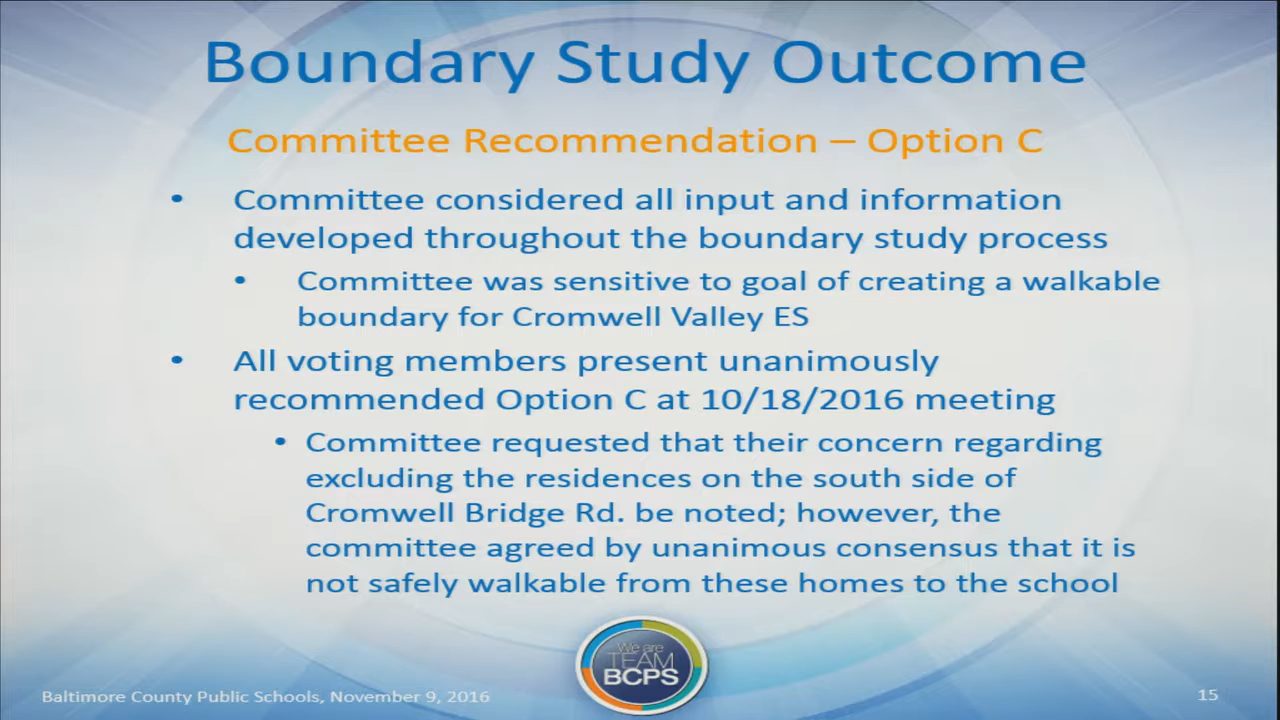 Boundary Study Outcome
Committee Recommendation – Option C
• Committee considered all input and information
developed throughout the boundary study process
• Committee was sensitive to goal of creating a walkable
boundary for Cromwell Valley ES
• All voting members present unanimously
recommended Option C at 10/18/2016 meeting
• Committee requested that their concern regarding
excluding the residences on the south side of
Cromwell Bridge Rd. be noted; however, the
committee agreed by unanimous consensus that it is
not safely walkable from these homes to the school
We are
TEAM
BCPS
Baltimore County Public Schools, November 9, 2016
15